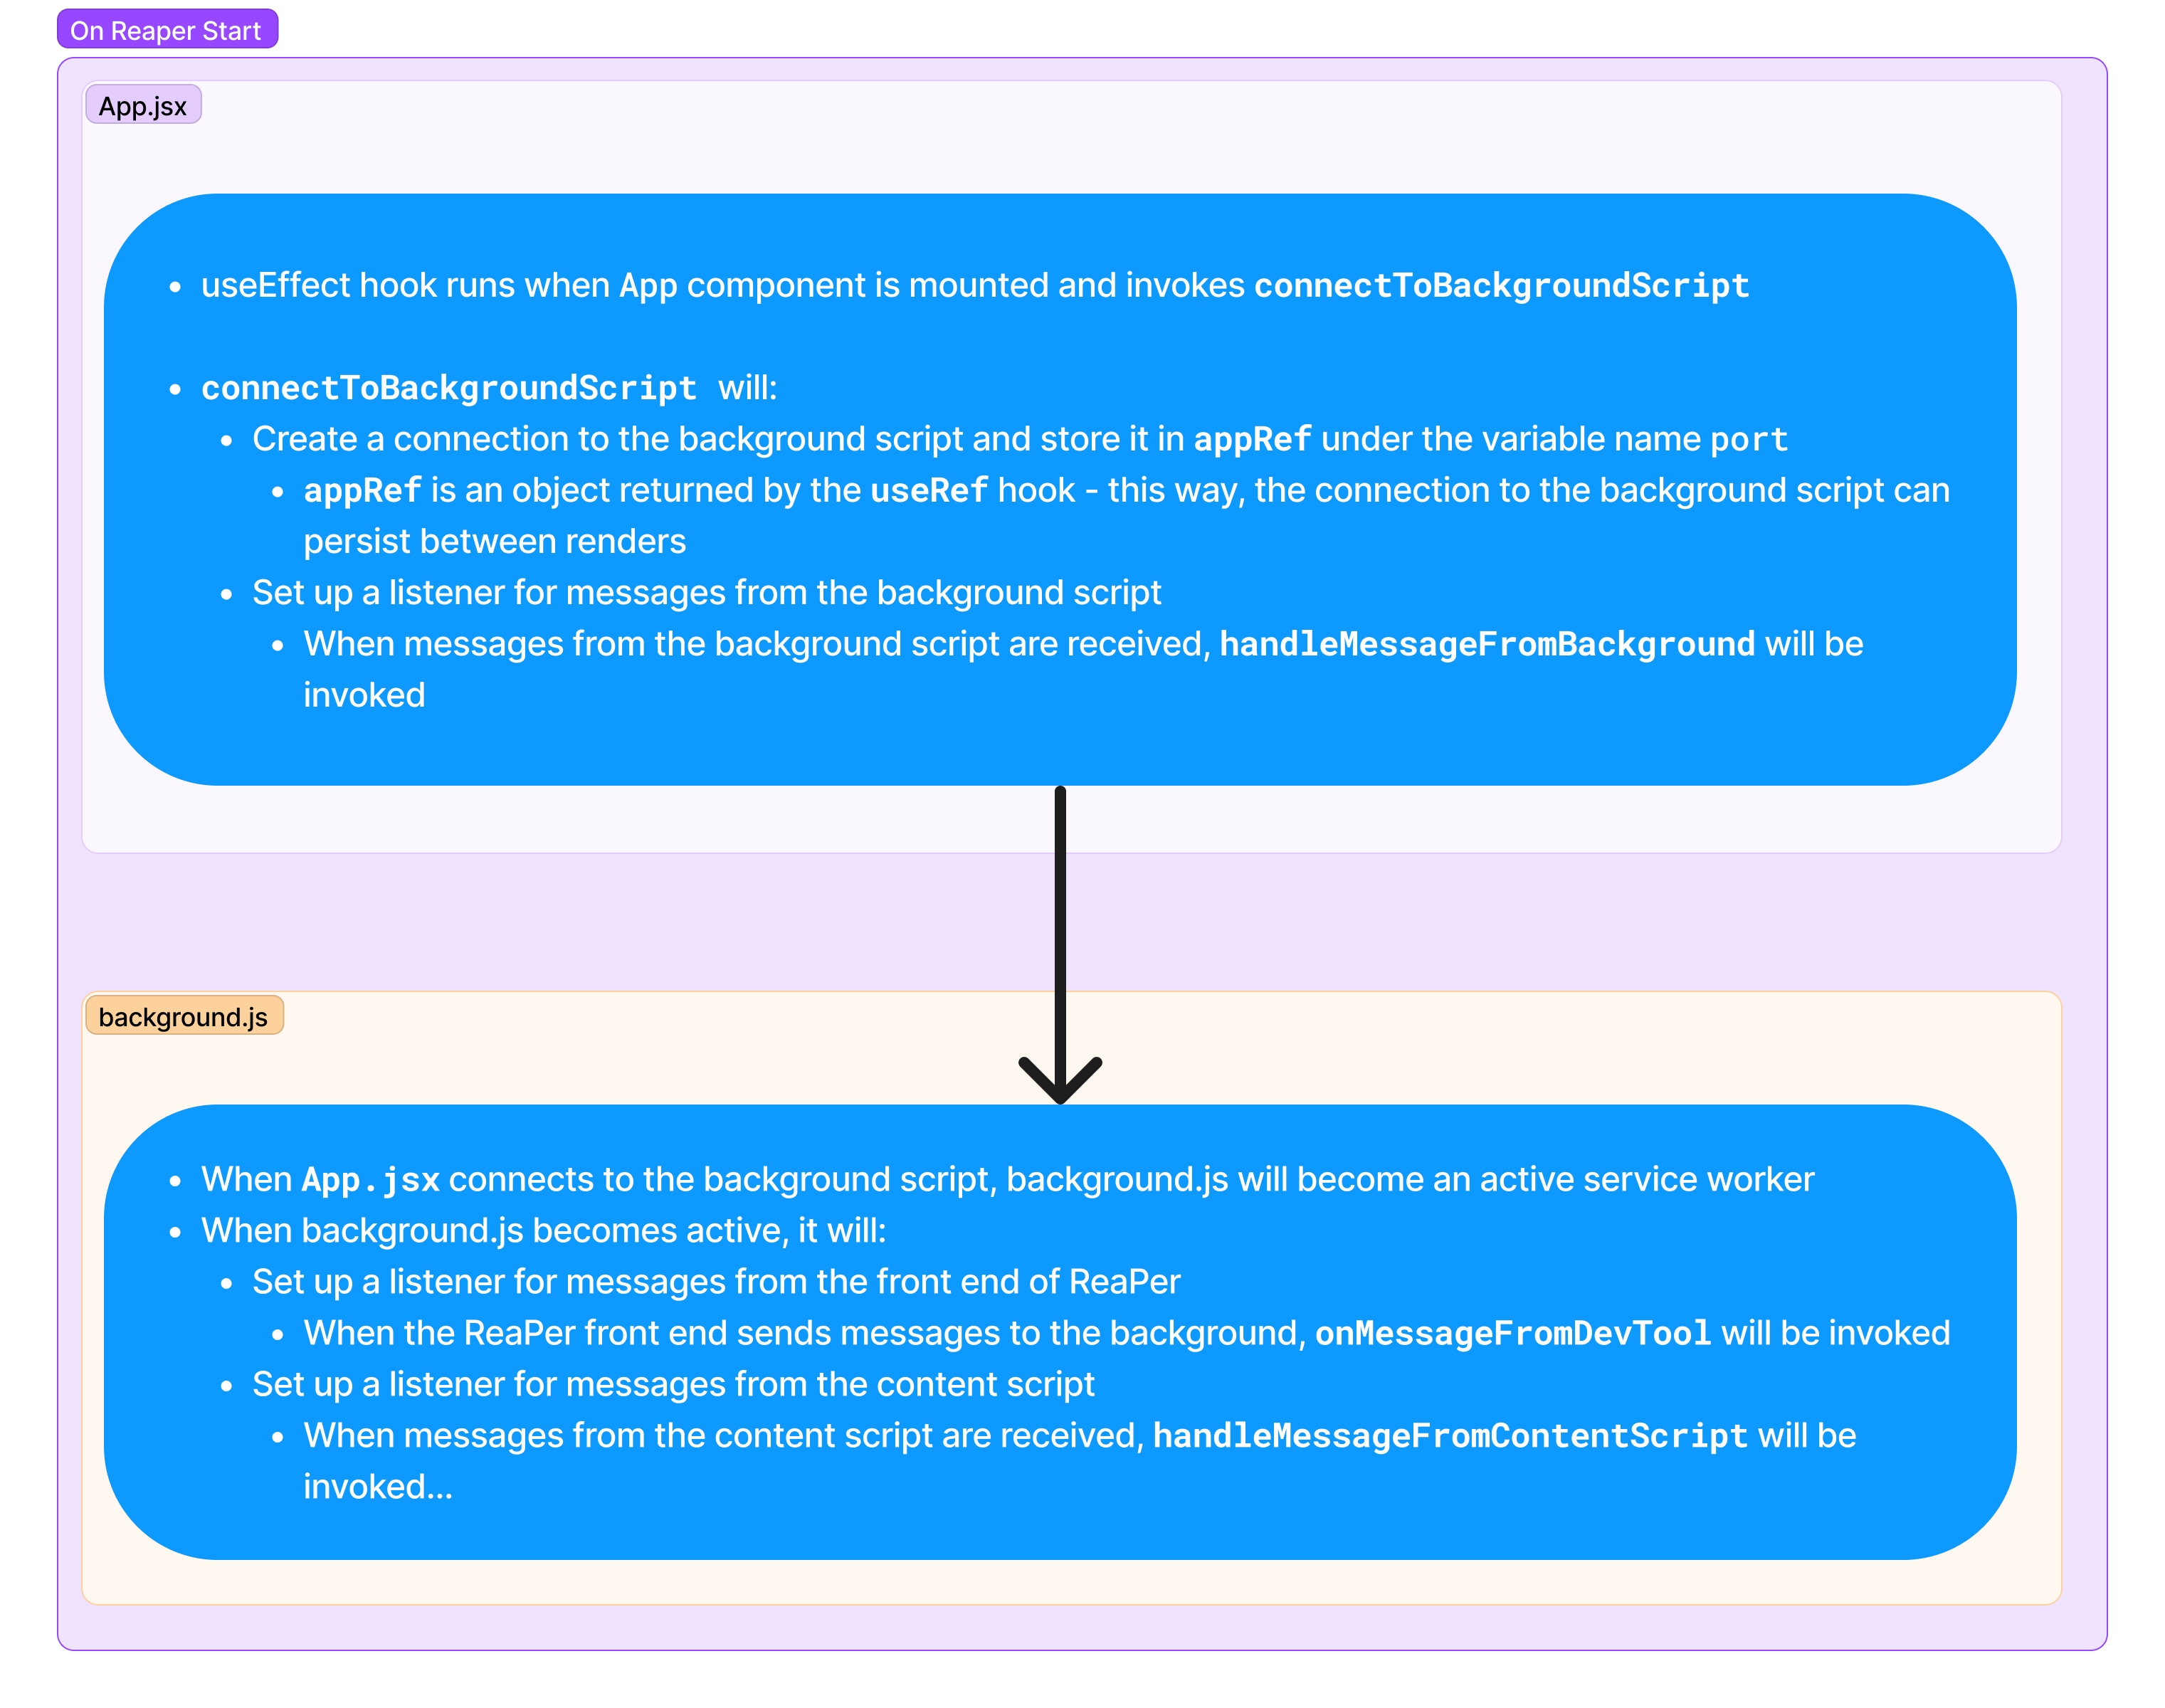 On Reaper Start
App.jsx
• useEffect hook runs when App component is mounted and invokes connectToBackgroundScript
• connectToBackgroundScript will:
• Create a connection to the background script and store it in appRef under the variable name port
• appRef is an object returned by the useRef hook - this way, the connection to the background script can
persist between renders
• Set up a listener for messages from the background script
• When messages from the background script are received, handleMessageFromBackground will be
invoked
background.js
• When App.jsx connects to the background script, background.js will become an active service worker
• When background.js becomes active, it will:
• Set up a listener for messages from the front end of ReaPer
• When the ReaPer front end sends messages to the background, onMessageFromDevTool will be invoked
• Set up a listener for messages from the content script
• When messages from the content script are received, handleMessageFromContentScript will be
invoked...